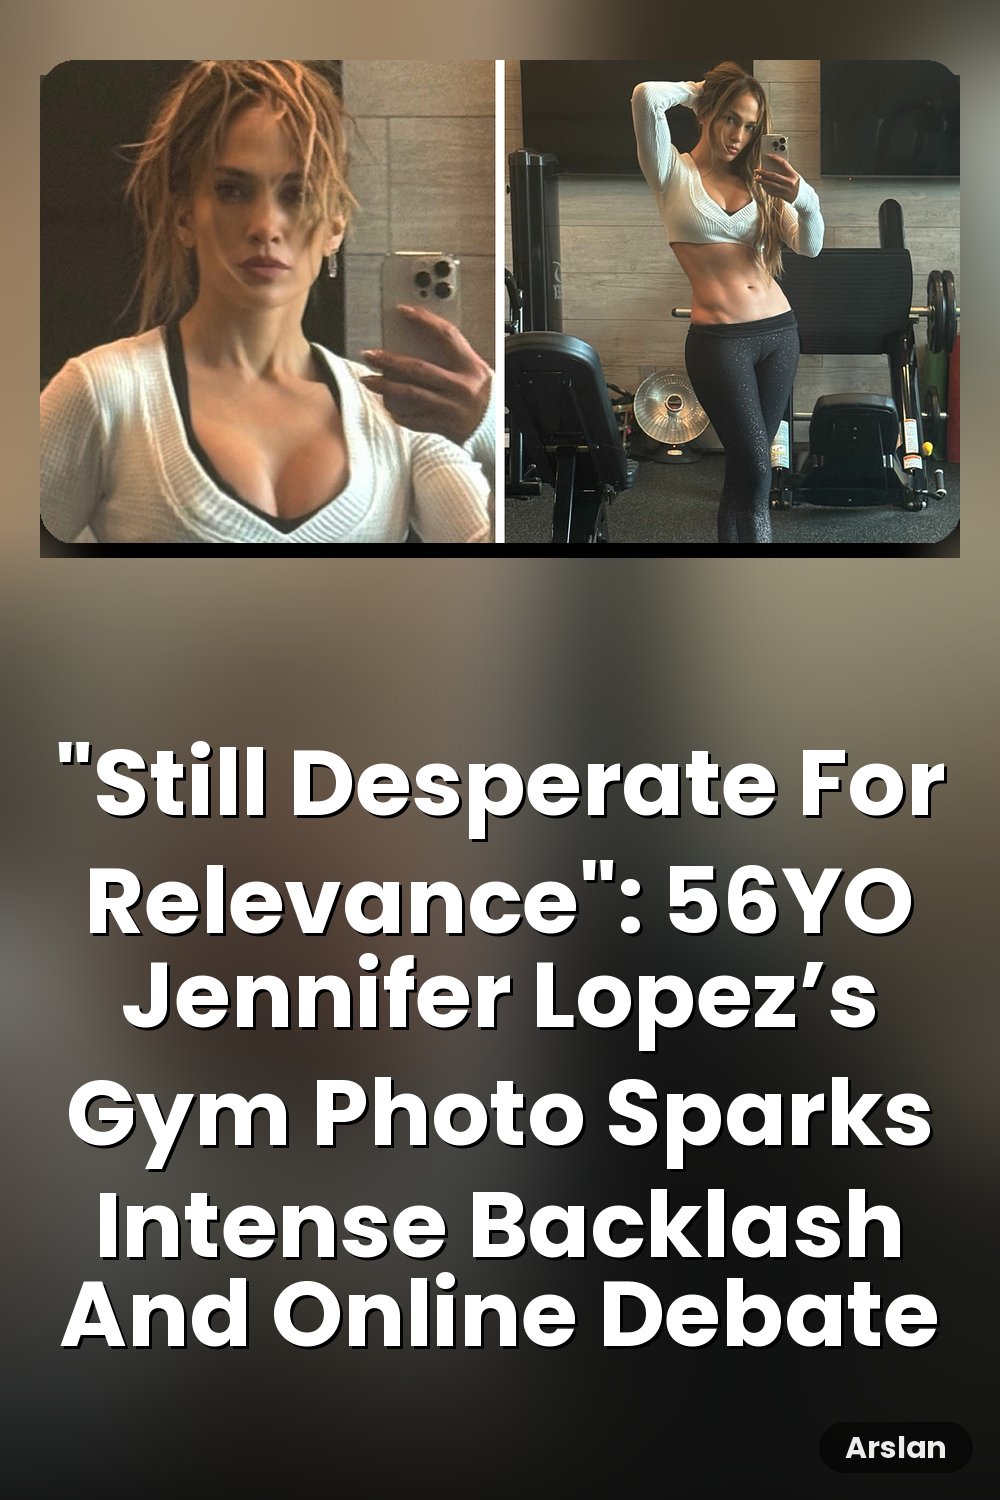 "Still Desperate For
Relevance": 56YO
Jennifer Lopez’s
Gym Photo Sparks
Intense Backlash
And Online Debate
Arslan